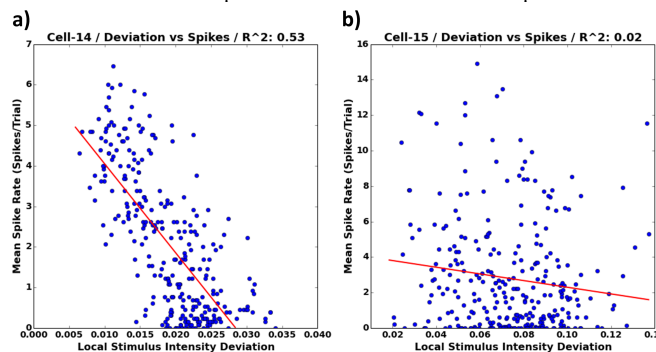 a)
Cell-14 / Deviation vs Spikes / R^2: 0.53
Mean Spike Rate (Spikes/Trial)
7
6
5
4
3
2
1
0
0.000 0.005 0.010 0.015 0.020 0.025 0.030 0.035 0.040
Local Stimulus Intensity Deviation
b)
Cell-15 / Deviation vs Spikes / R^2: 0.02
Mean Spike Rate (Spikes/Trial)
16
14
12
10
8
6
4
2
0
0.02 0.04 0.06 0.08 0.10 0.12
Local Stimulus Intensity Deviation